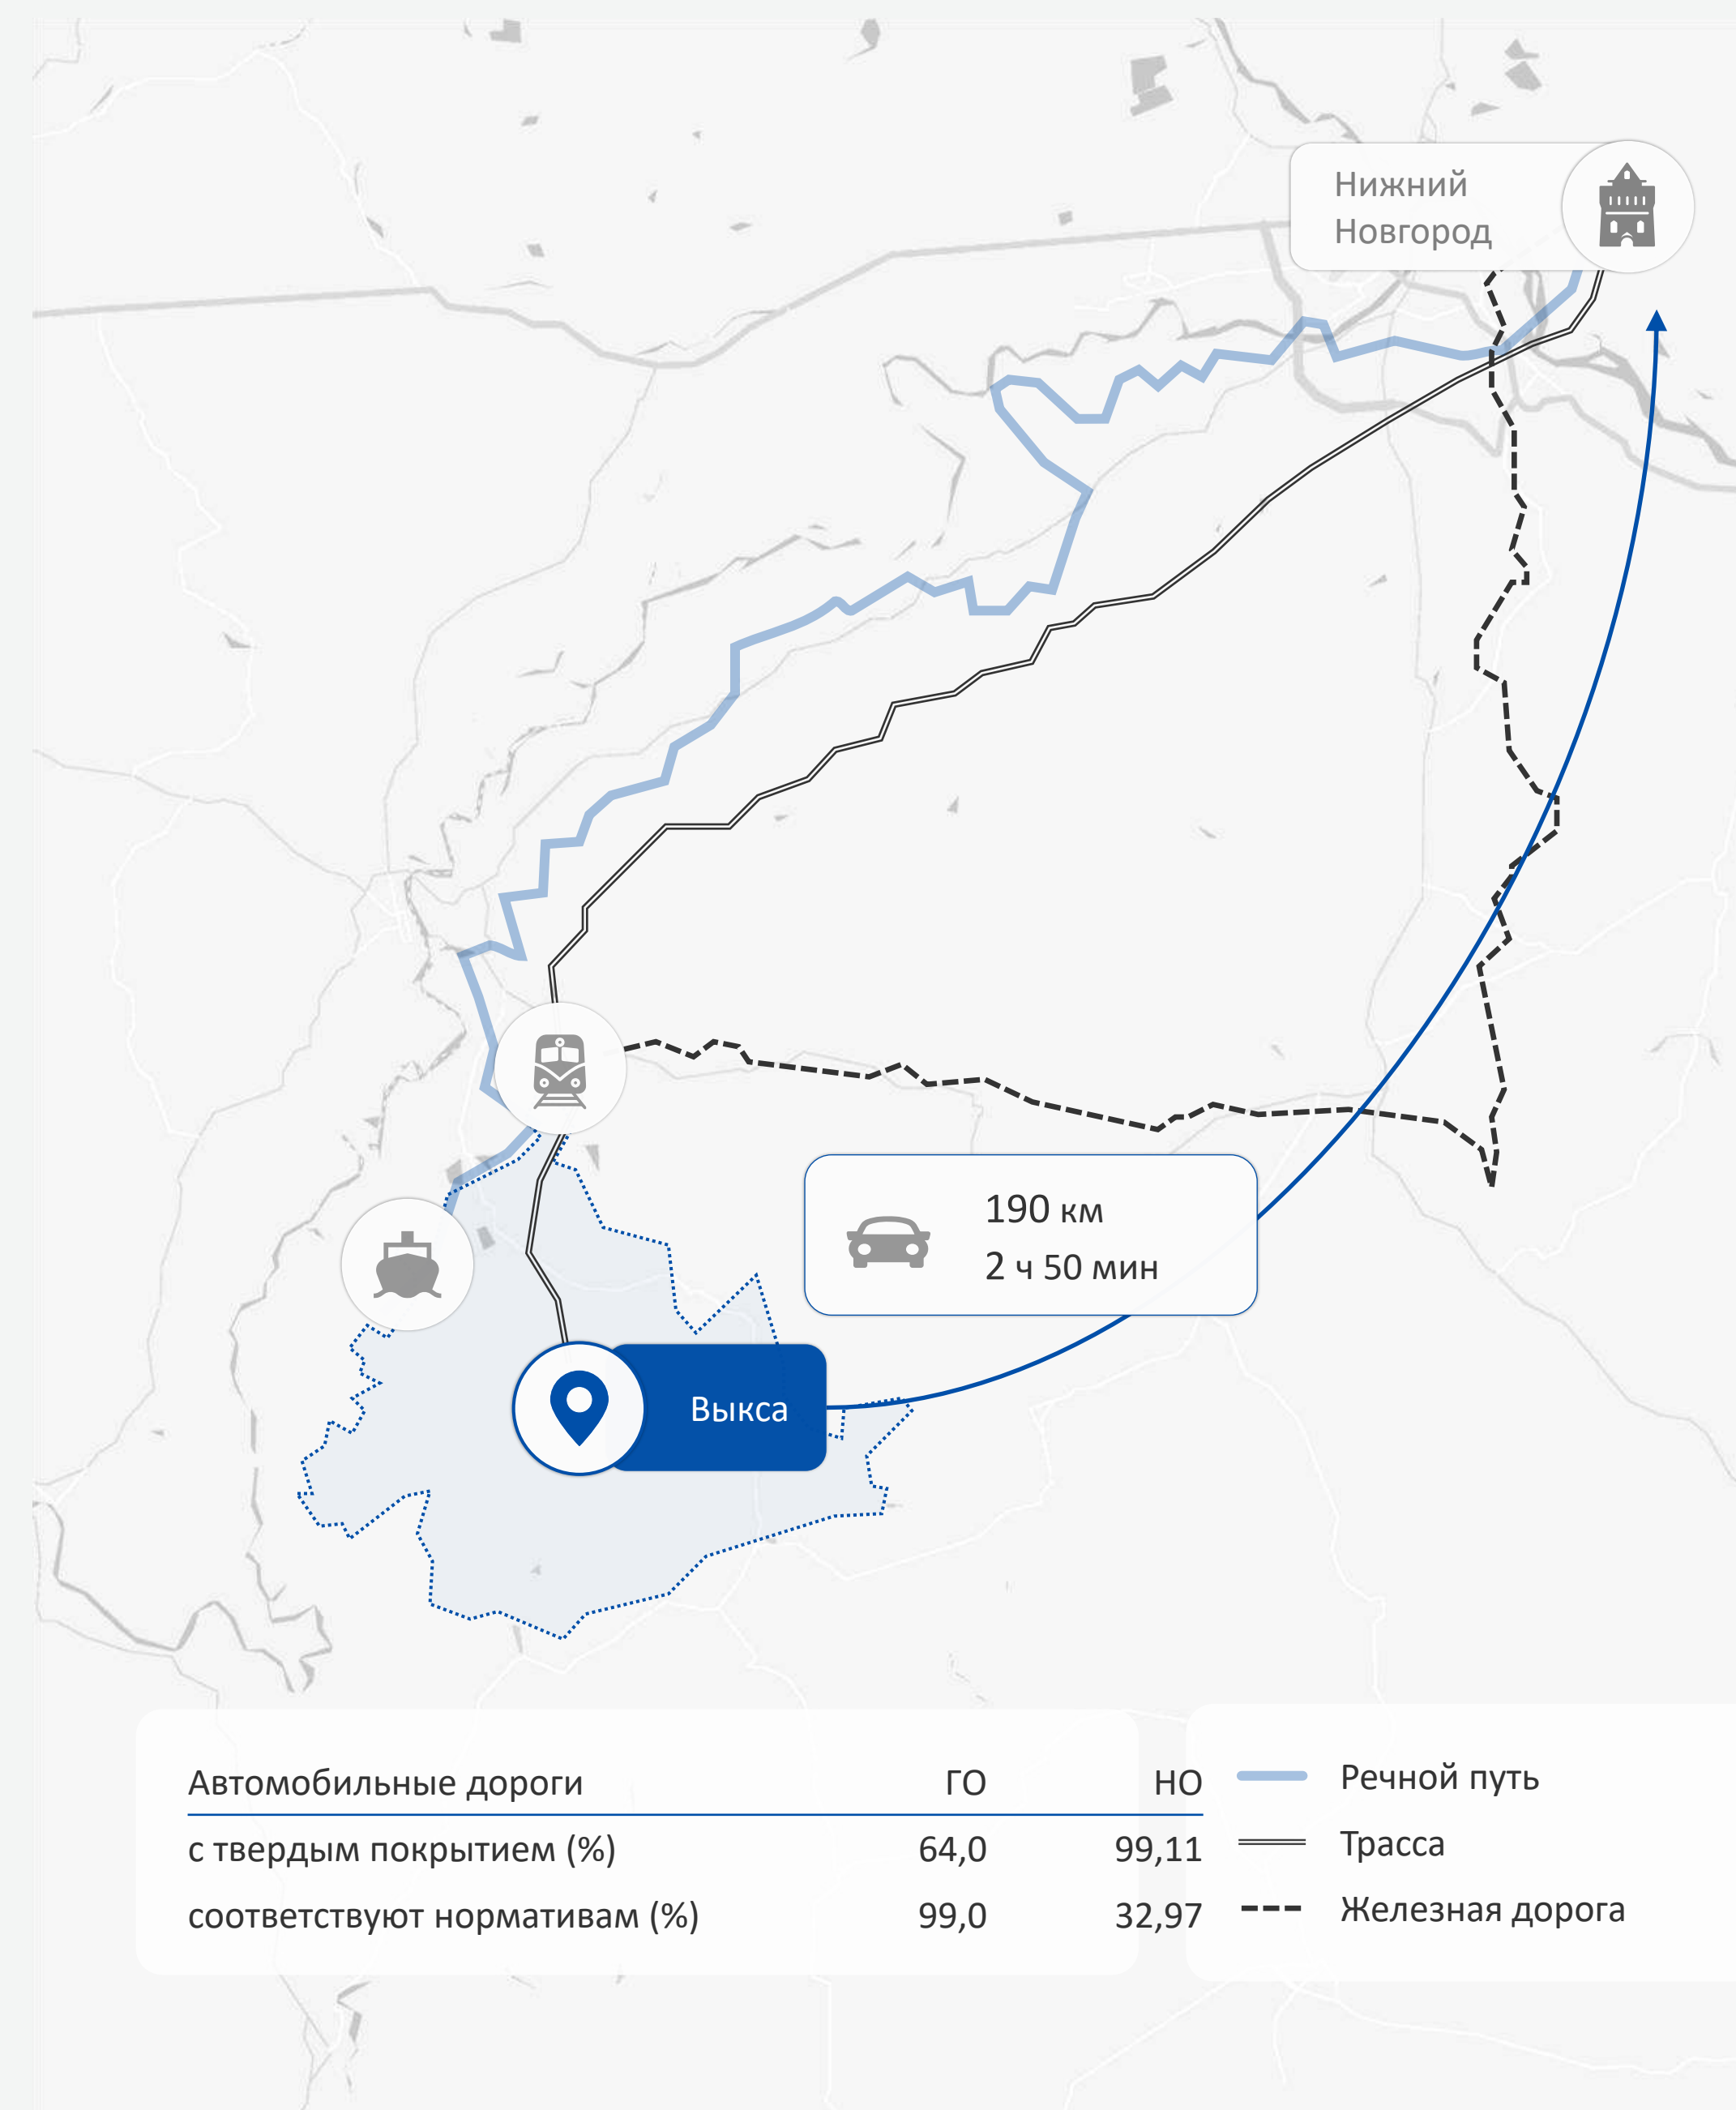 Нижний
Новгород
190 км
2 ч 50 мин
Выкса
Автомобильные дороги ГО НО
с твердым покрытием (%) 64,0 99,11
соответствуют нормативам (%) 99,0 32,97
Речной путь
Трасса
Железная дорога